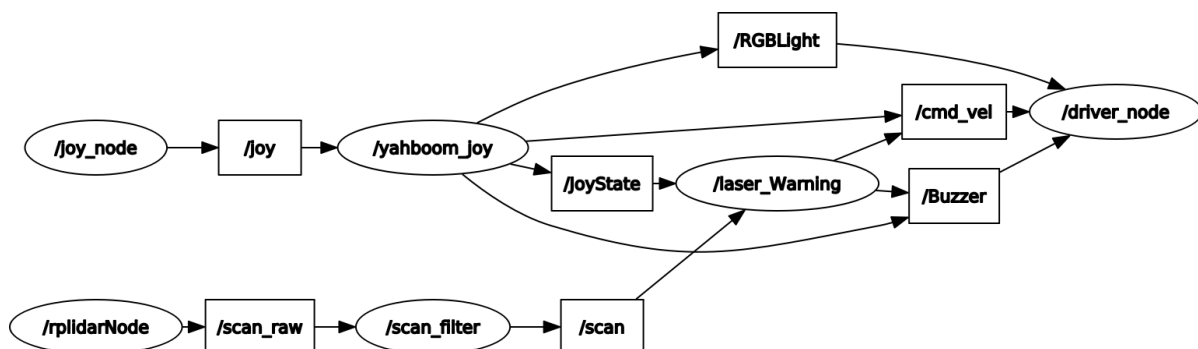 /RGBLight
/cmd_vel
/driver_node
/joy_node
/joy
/yahboom_joy
/JoyState
/laser_Warning
/Buzzer
/rplidarNode
/scan_raw
/scan_filter
/scan